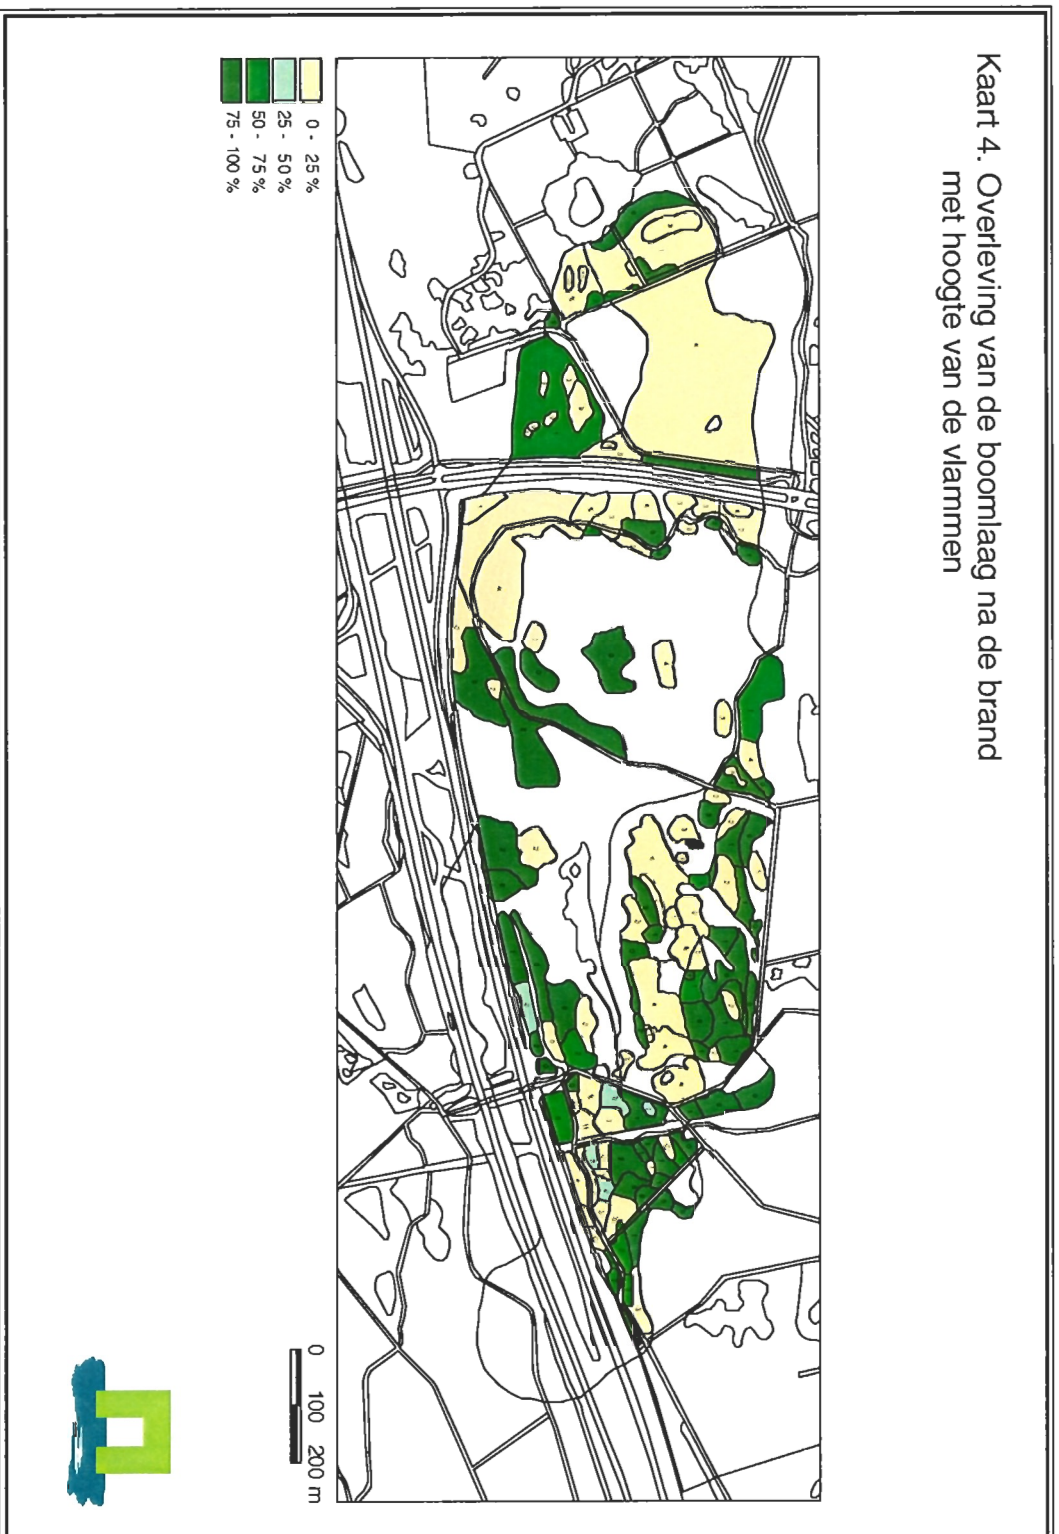 Kaart 4. Overleving van de boomlaag na de brand
met hoogte van de vlammen
0 - 25 %
25 - 50 %
50 - 75 %
75 - 100 %
0 100 200 m